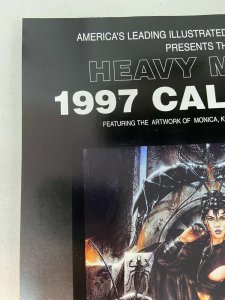 AMERICA'S LEADING ILLUSTRATED
PRESENTS TH
HEAVY M
1997 CAL
FEATURING THE ARTWORK OF MONICA, K